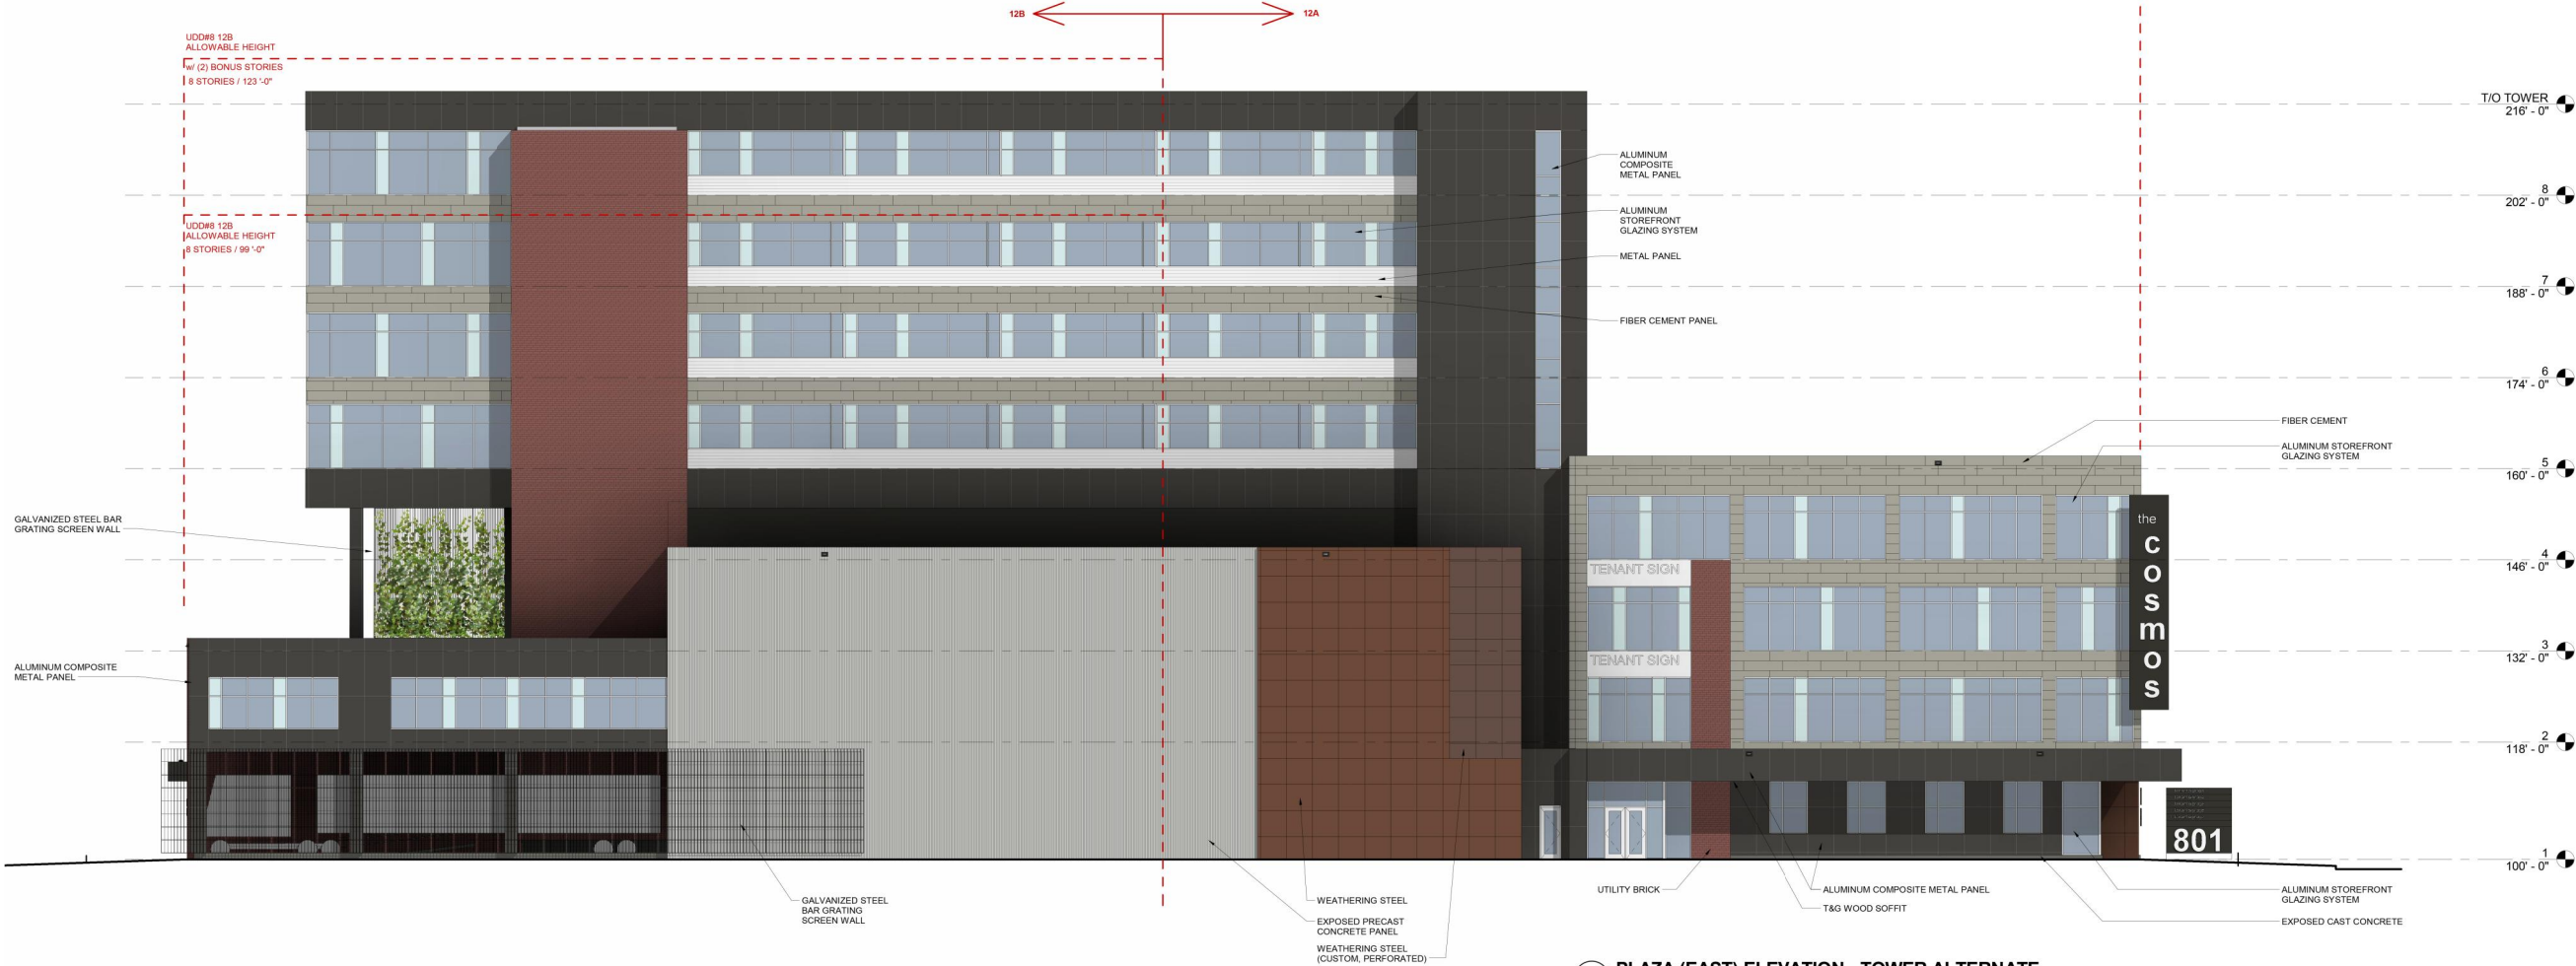 12B
12A
UDD#8 12B
ALLOWABLE HEIGHT
w/ (2) BONUS STORIES
8 STORIES / 123 '-0"
UDD#8 12B
ALLOWABLE HEIGHT
8 STORIES / 99 '-0"
T/O TOWER
216' - 0"
8
202' - 0"
7
188' - 0"
6
174' - 0"
5
160' - 0"
4
146' - 0"
3
132' - 0"
2
118' - 0"
1
100' - 0"
ALUMINUM
COMPOSITE
METAL PANEL
ALUMINUM
STOREFRONT
GLAZING SYSTEM
METAL PANEL
FIBER CEMENT PANEL
FIBER CEMENT
ALUMINUM STOREFRONT
GLAZING SYSTEM
GALVANIZED STEEL BAR
GRATING SCREEN WALL
ALUMINUM COMPOSITE
METAL PANEL
TENANT SIGN
TENANT SIGN
the
cosmos
801
GALVANIZED STEEL
BAR GRATING
SCREEN WALL
WEATHERING STEEL
EXPOSED PRECAST
CONCRETE PANEL
WEATHERING STEEL
(CUSTOM, PERFORATED)
UTILITY BRICK
ALUMINUM COMPOSITE METAL PANEL
T&G WOOD SOFFIT
ALUMINUM STOREFRONT
GLAZING SYSTEM
EXPOSED CAST CONCRETE
PLAZA (EAST) ELEVATION - TOWER ALTERNATE